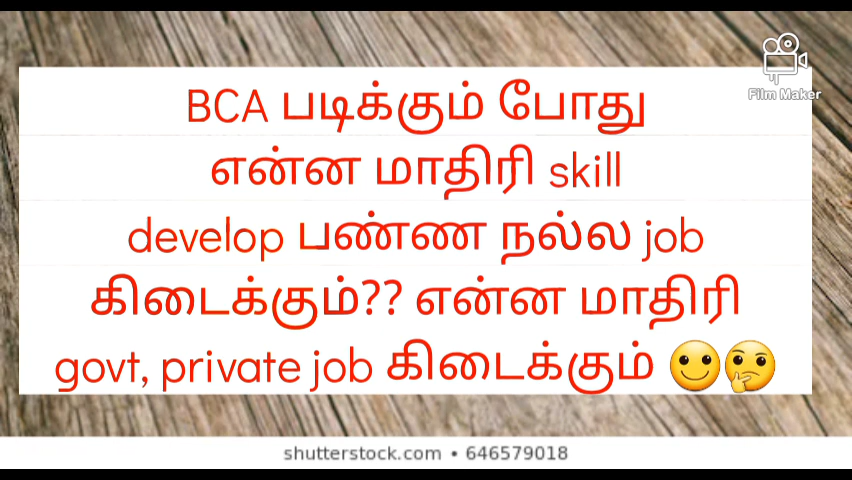 Film Maker
BCA படிக்கும் போது
என்ன மாதிரி skill
develop பண்ண நல்ல job
கிடைக்கும்?? என்ன மாதிரி
govt, private job கிடைக்கும் 🙂🤔
shutterstock.com • 646579018